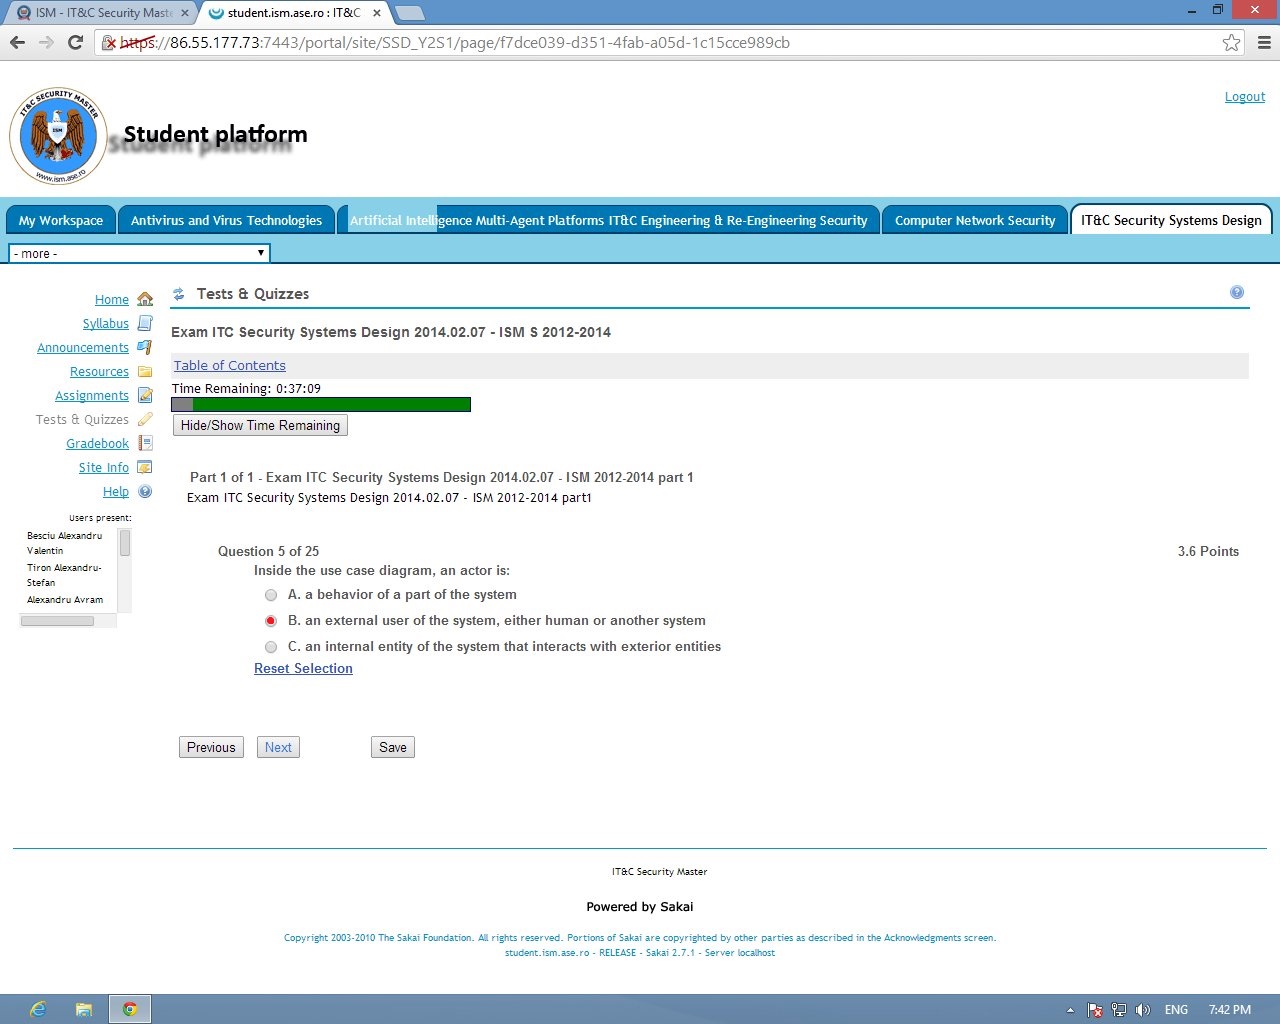 ISM - IT&C Security Maste
student.ism.ase.ro : IT&C
https://86.55.177.73:7443/portal/site/SSD_Y2S1/page/f7dce039-d351-4fab-a05d-1c15cce989cb
IT&C SECURITY MASTER
ISM
www.ism.ase.ro
Student platform
Logout
My Workspace
Antivirus and Virus Technologies
Artificial Intelligence Multi-Agent Platforms IT&C Engineering & Re-Engineering Security
Computer Network Security
IT&C Security Systems Design
- more -
Home
Syllabus
Announcements
Resources
Assignments
Tests & Quizzes
Gradebook
Site Info
Help
Users present:
Besciu Alexandru
Valentin
Tiron Alexandru-
Stefan
Alexandru Avram
Tests & Quizzes
Exam ITC Security Systems Design 2014.02.07 - ISM S 2012-2014
Table of Contents
Time Remaining: 0:37:09
Hide/Show Time Remaining
Part 1 of 1 - Exam ITC Security Systems Design 2014.02.07 - ISM 2012-2014 part 1
Exam ITC Security Systems Design 2014.02.07 - ISM 2012-2014 part1
Question 5 of 25
3.6 Points
Inside the use case diagram, an actor is:
A. a behavior of a part of the system
B. an external user of the system, either human or another system
C. an internal entity of the system that interacts with exterior entities
Reset Selection
Previous
Next
Save
IT&C Security Master
Powered by Sakai
Copyright 2003-2010 The Sakai Foundation. All rights reserved. Portions of Sakai are copyrighted by other parties as described in the Acknowledgments screen.
student.ism.ase.ro - RELEASE - Sakai 2.7.1 - Server localhost
ENG
7:42 PM